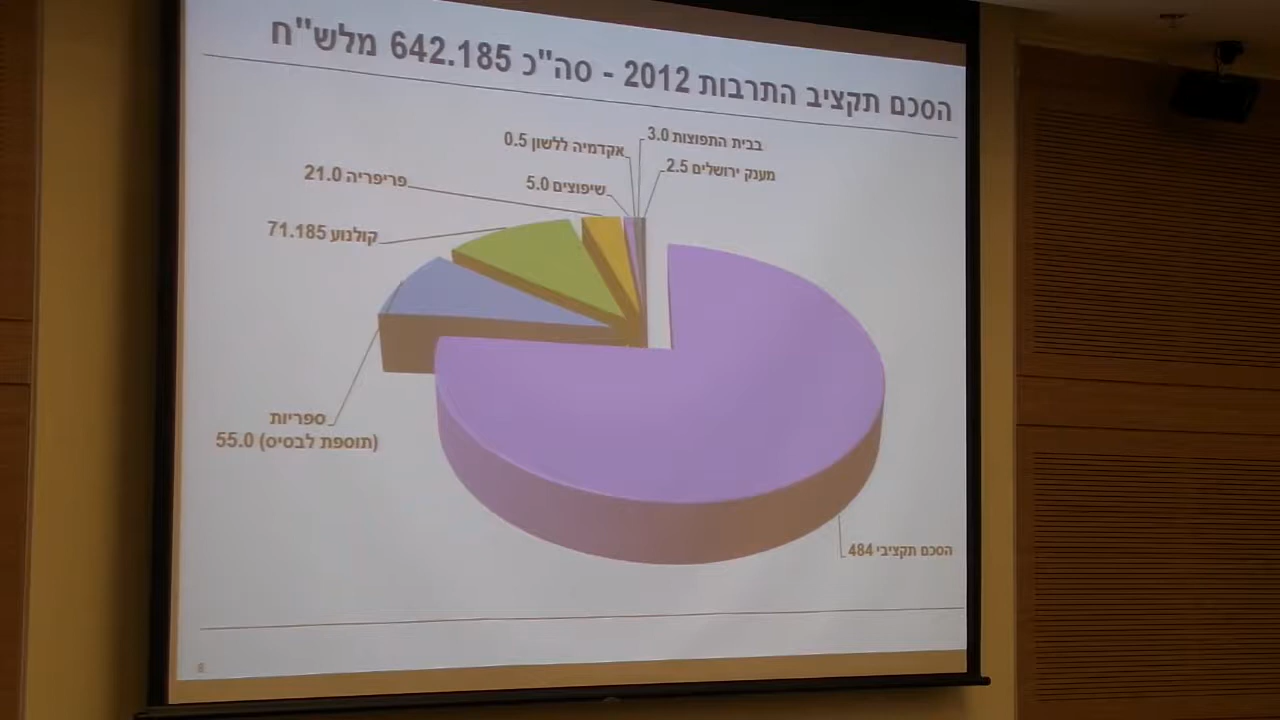 הסכם תקציב התרבות 2012 - סה"כ 642.185 מלש"ח
בבית התפוצות 3.0
אקדמיה ללשון 0.5
מענק ירושלים 2.5
שיפוצים 5.0
פריפריה 21.0
קולנוע 71.185
ספריות
(תוספת לבסיס) 55.0
הסכם תקציבי 484